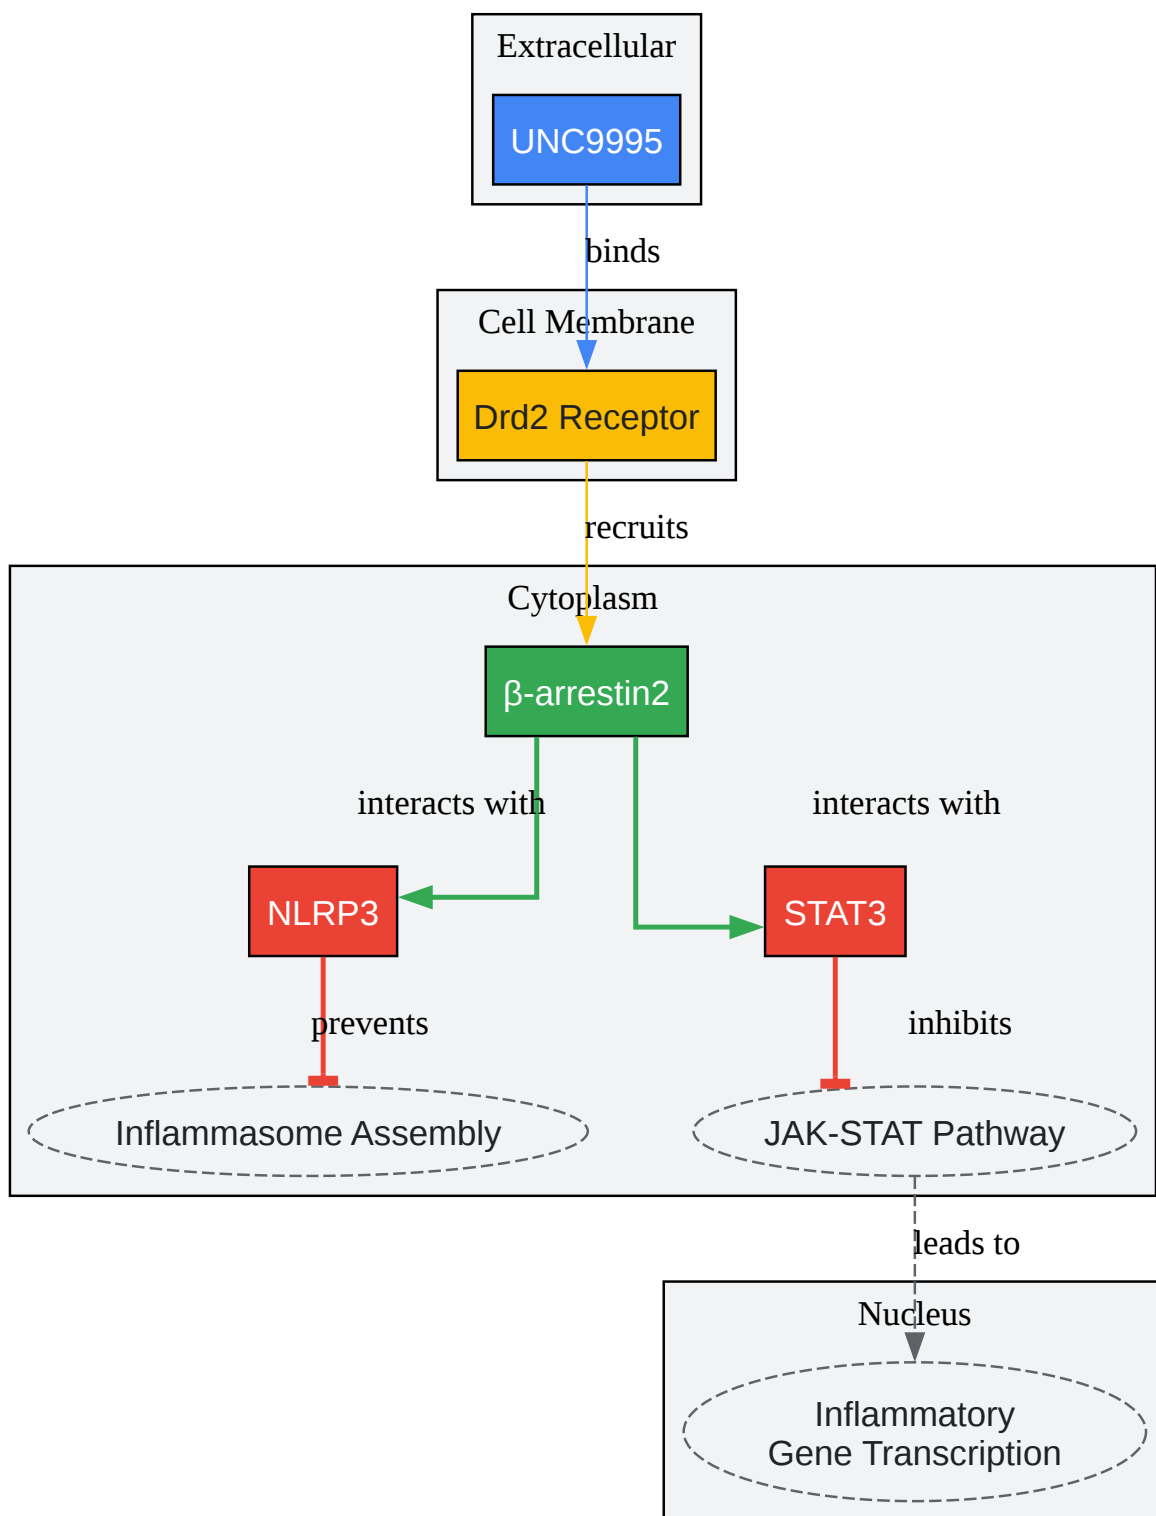 Extracellular
UNC9995
binds
Cell Membrane
Drd2 Receptor
recruits
Cytoplasm
β-arrestin2
interacts with
interacts with
NLRP3
STAT3
prevents
inhibits
Inflammasome Assembly
JAK-STAT Pathway
leads to
Nucleus
Inflammatory
Gene Transcription